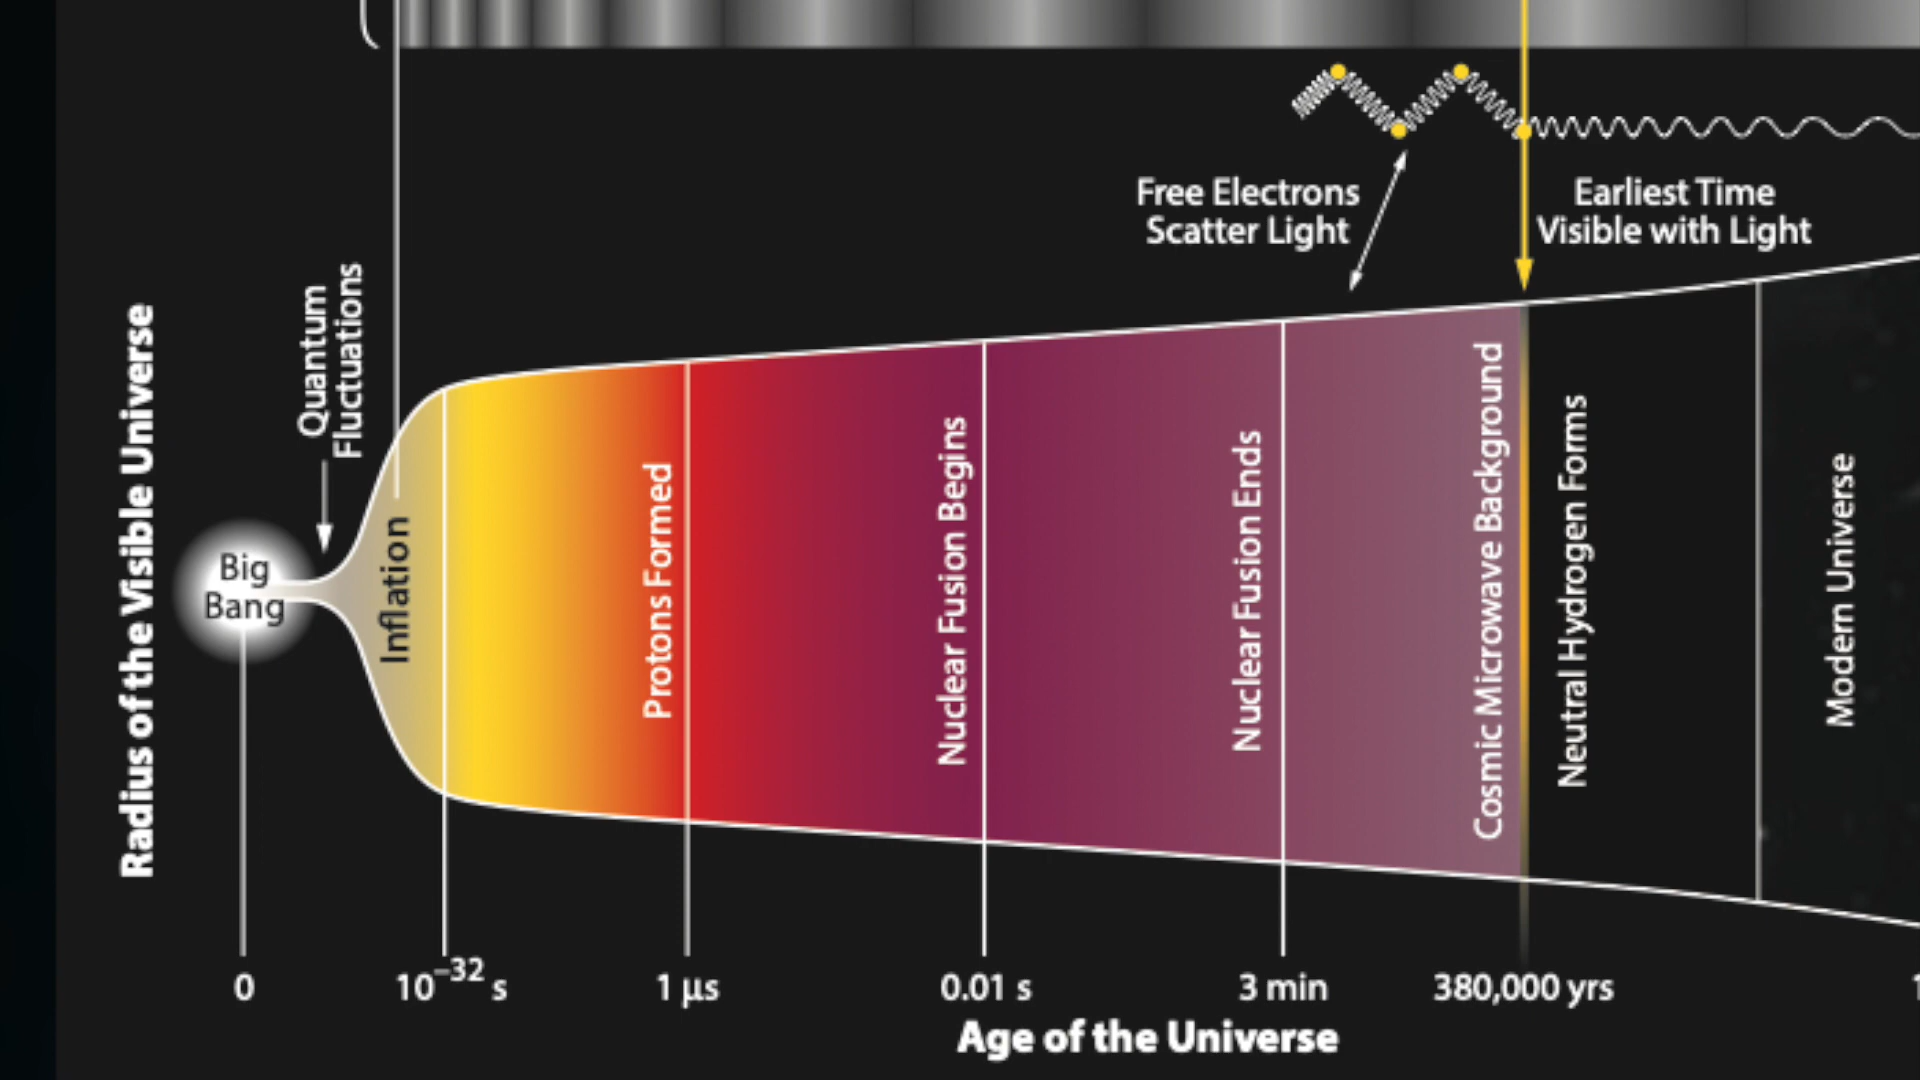 Free Electrons
Scatter Light
Earliest Time
Visible with Light
Radius of the Visible Universe
Quantum
Fluctuations
Big
Bang
Inflation
Protons Formed
Nuclear Fusion Begins
Nuclear Fusion Ends
Cosmic Microwave Background
Neutral Hydrogen Forms
Modern Universe
0
10⁻³² s
1 µs
0.01 s
3 min
380,000 yrs
Age of the Universe